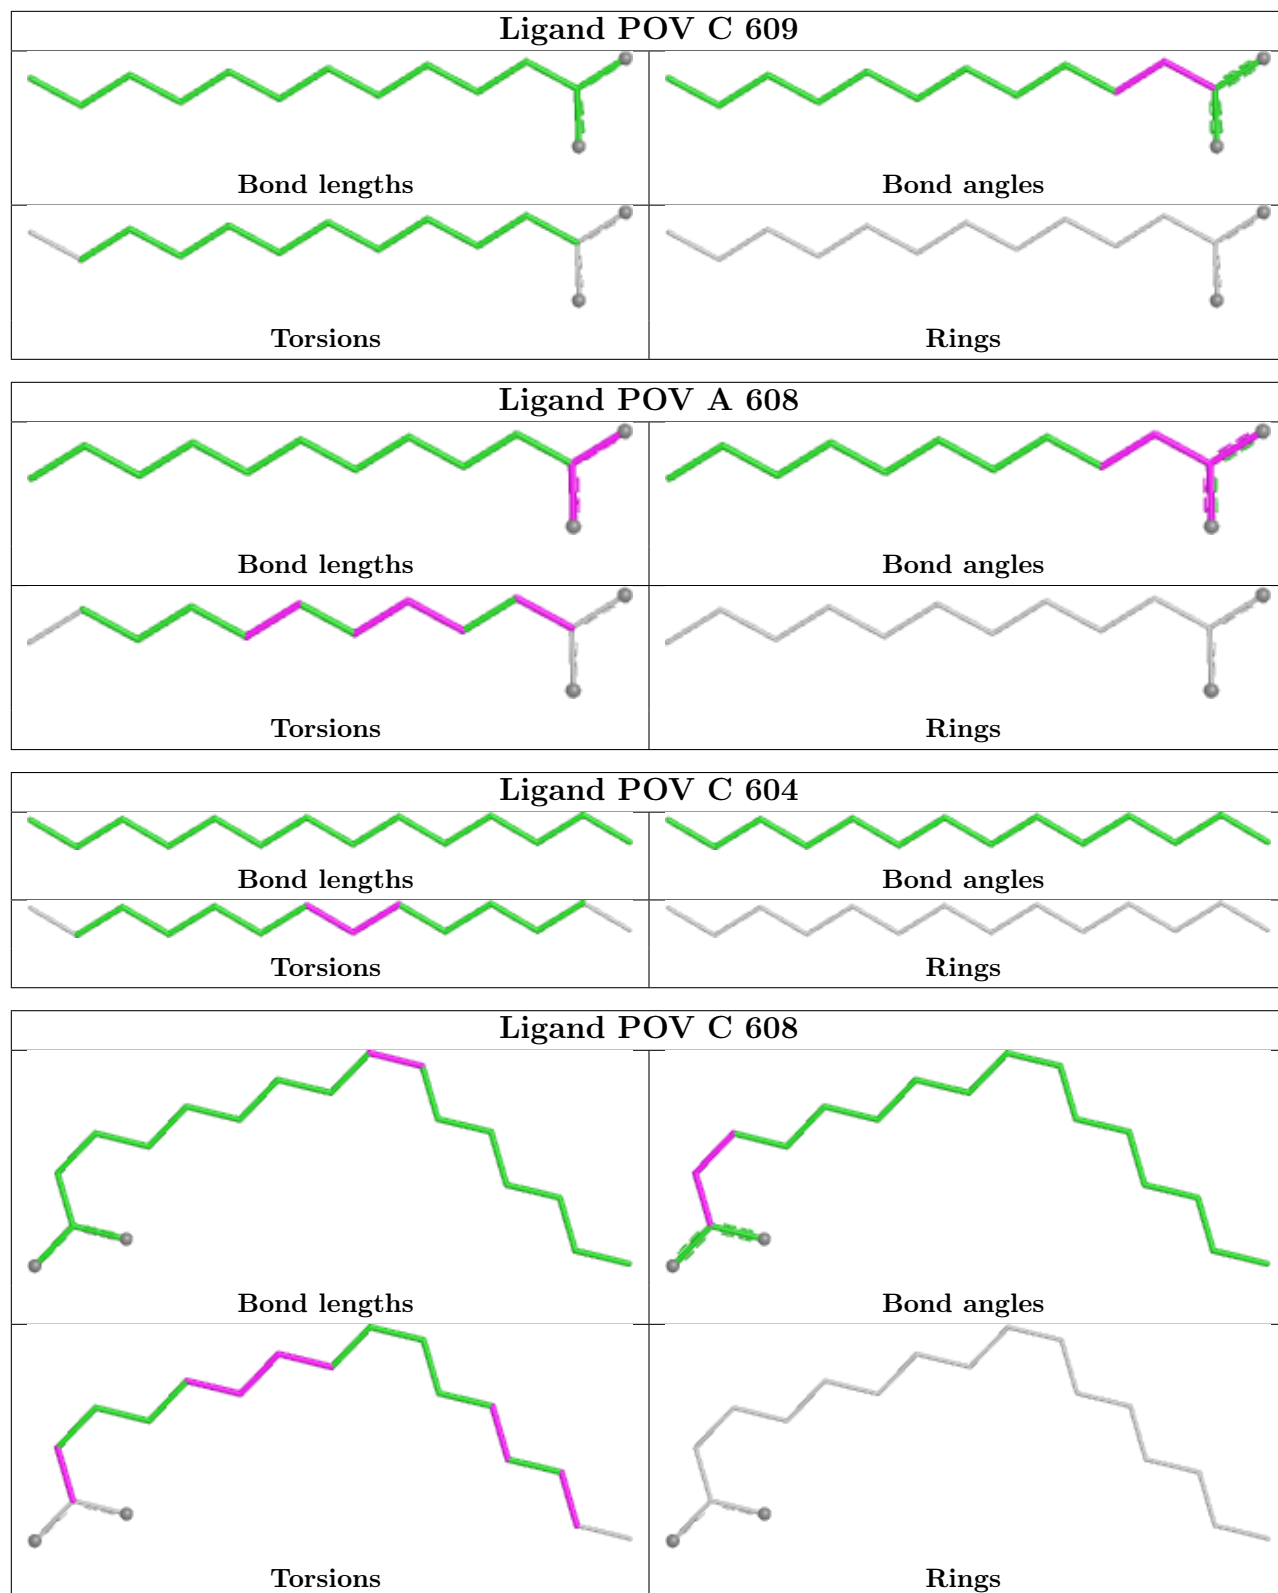 Ligand POV C 609
Bond lengths
Bond angles
Torsions
Rings
Ligand POV A 608
Bond lengths
Bond angles
Torsions
Rings
Ligand POV C 604
Bond lengths
Bond angles
Torsions
Rings
Ligand POV C 608
Bond lengths
Bond angles
Torsions
Rings